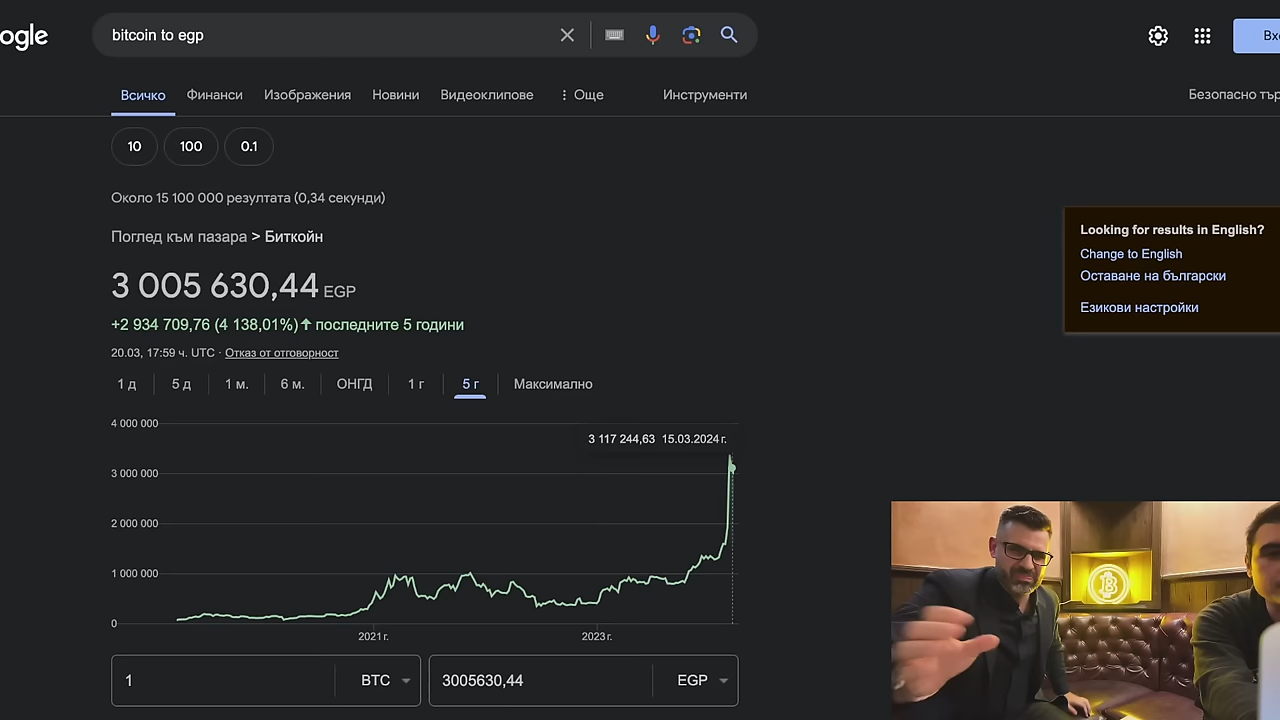 ogle
bitcoin to egp
Вхо
Всичко Финанси Изображения Новини Видеоклипове Още Инструменти Безопасно тър
10 100 0.1
Около 15 100 000 резултата (0,34 секунди)
Поглед към пазара > Биткойн
3 005 630,44 EGP
+2 934 709,76 (4 138,01%) последните 5 години
20.03, 17:59 ч. UTC · Отказ от отговорност
1 д 5 д 1 м. 6 м. ОНГД 1 г 5 г Максимално
3 117 244,63 15.03.2024 г.
4 000 000
3 000 000
2 000 000
1 000 000
0
2021 г. 2023 г.
1 BTC 3005630,44 EGP
Looking for results in English?
Change to English
Оставане на български
Езикови настройки